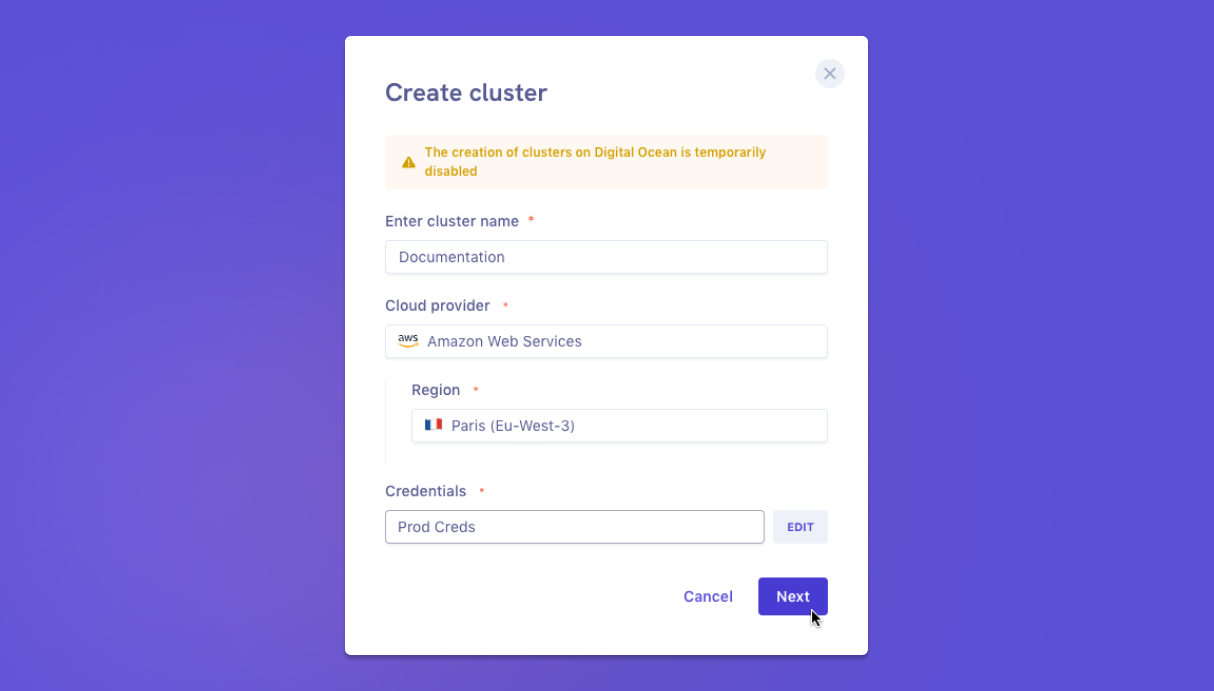 Create cluster
The creation of clusters on Digital Ocean is temporarily
disabled
Enter cluster name *
Documentation
Cloud provider *
aws Amazon Web Services
Region *
Paris (Eu-West-3)
Credentials *
Prod Creds
EDIT
Cancel Next